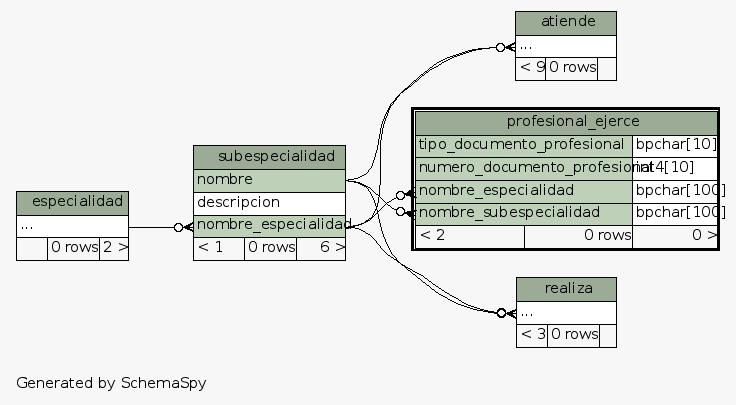 atiende
...
< 9 0 rows
profesional_ejerce
tipo_documento_profesional bpchar[10]
numero_documento_profesional int4[10]
nombre_especialidad bpchar[100]
nombre_subespecialidad bpchar[100]
< 2 0 rows 0 >
subespecialidad
nombre
descripcion
nombre_especialidad
< 1 0 rows 6 >
especialidad
...
0 rows 2 >
realiza
...
< 3 0 rows
Generated by SchemaSpy